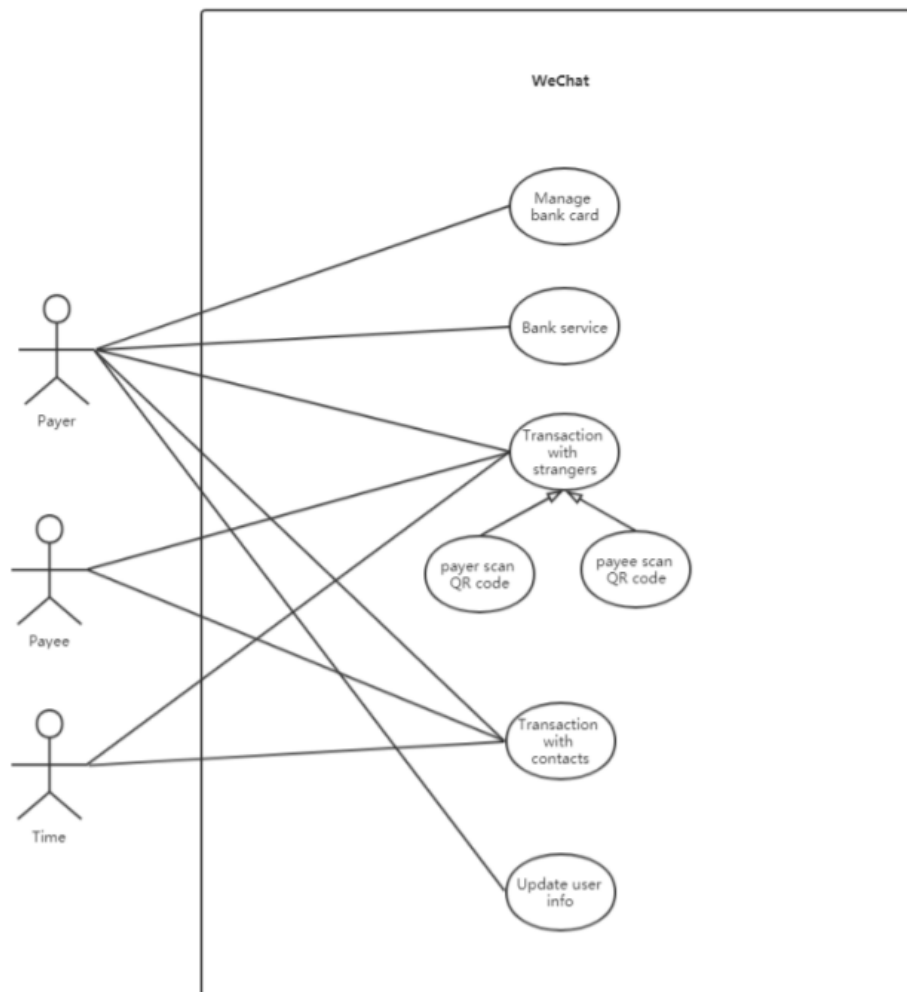 WeChat
Manage
bank card
Bank service
Payer
Transaction
with
strangers
payer scan
QR code
payee scan
QR code
Payee
Transaction
with
contacts
Time
Update user
info